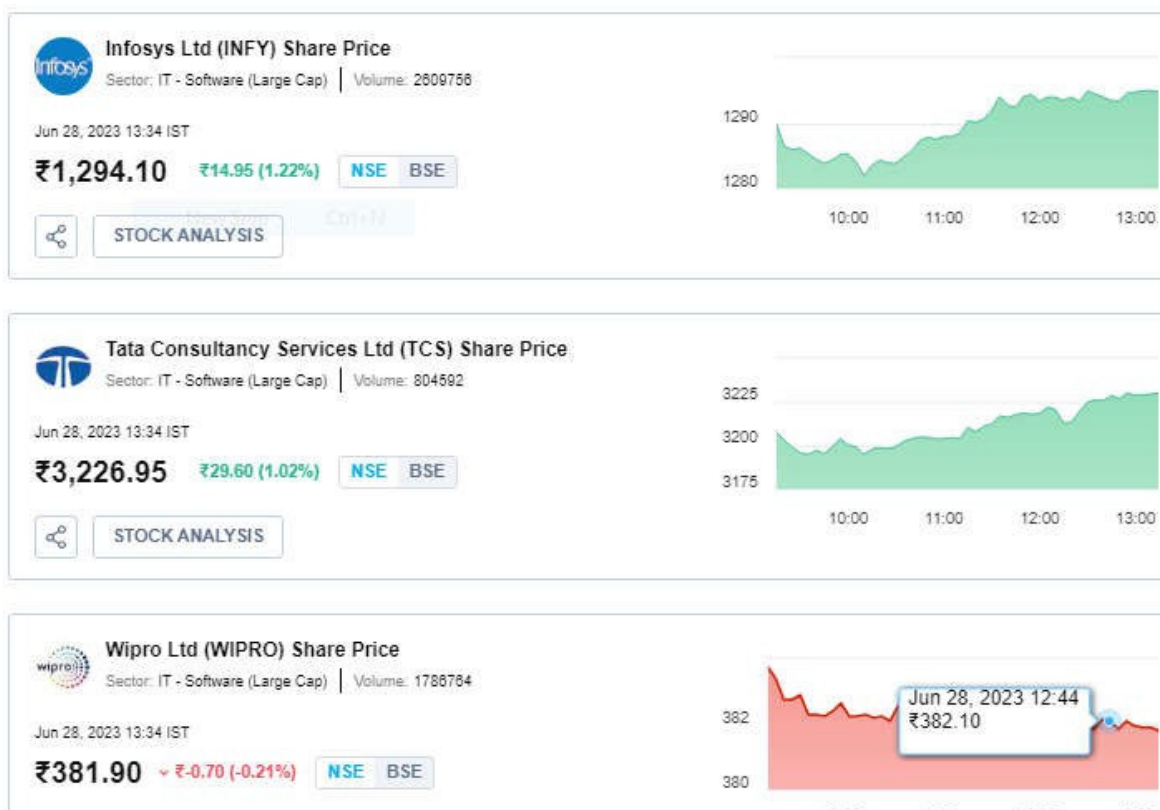 Infosys
Infosys Ltd (INFY) Share Price
Sector: IT - Software (Large Cap) | Volume: 2609756
Jun 28, 2023 13:34 IST
₹1,294.10 ₹14.95 (1.22%) NSE BSE
STOCK ANALYSIS
1290
1280
10:00 11:00 12:00 13:00
Tata Consultancy Services Ltd (TCS) Share Price
Sector: IT - Software (Large Cap) | Volume: 804592
Jun 28, 2023 13:34 IST
₹3,226.95 ₹29.60 (1.02%) NSE BSE
STOCK ANALYSIS
3225
3200
3175
10:00 11:00 12:00 13:00
wipro
Wipro Ltd (WIPRO) Share Price
Sector: IT - Software (Large Cap) | Volume: 1786764
Jun 28, 2023 13:34 IST
₹381.90 ₹-0.70 (-0.21%) NSE BSE
382
380
Jun 28, 2023 12:44
₹382.10